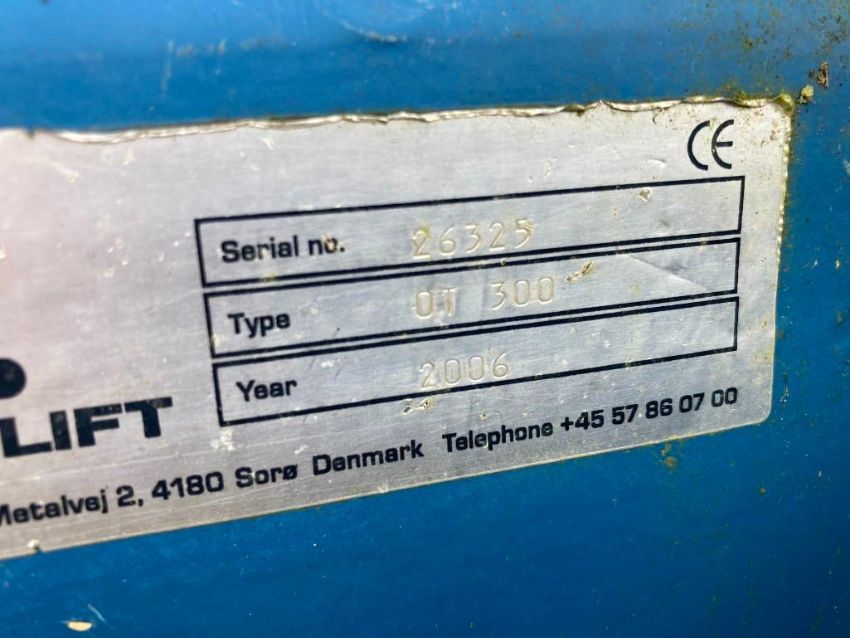 CE
Serial no. 26325
Type OT 300
Year 2006
LIFT
Metalvej 2, 4180 Sorø Denmark Telephone +45 57 86 07 00